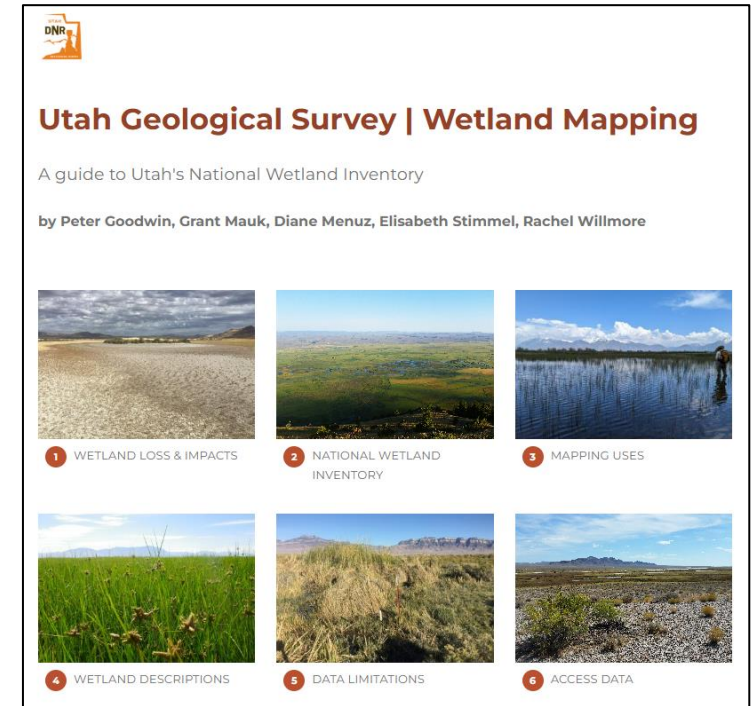 UTAH
DNR
Utah Geological Survey | Wetland Mapping
A guide to Utah's National Wetland Inventory
by Peter Goodwin, Grant Mauk, Diane Menuz, Elisabeth Stimmel, Rachel Willmore
1 WETLAND LOSS & IMPACTS
2 NATIONAL WETLAND
INVENTORY
3 MAPPING USES
4 WETLAND DESCRIPTIONS
5 DATA LIMITATIONS
6 ACCESS DATA